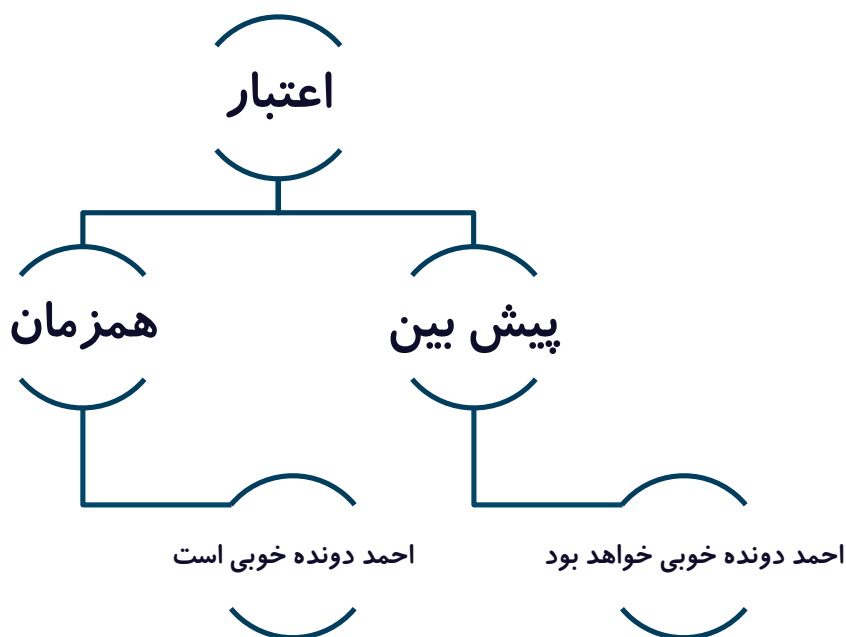 اعتبار
پیش بین
همزمان
احمد دونده خوبی خواهد بود
احمد دونده خوبی است